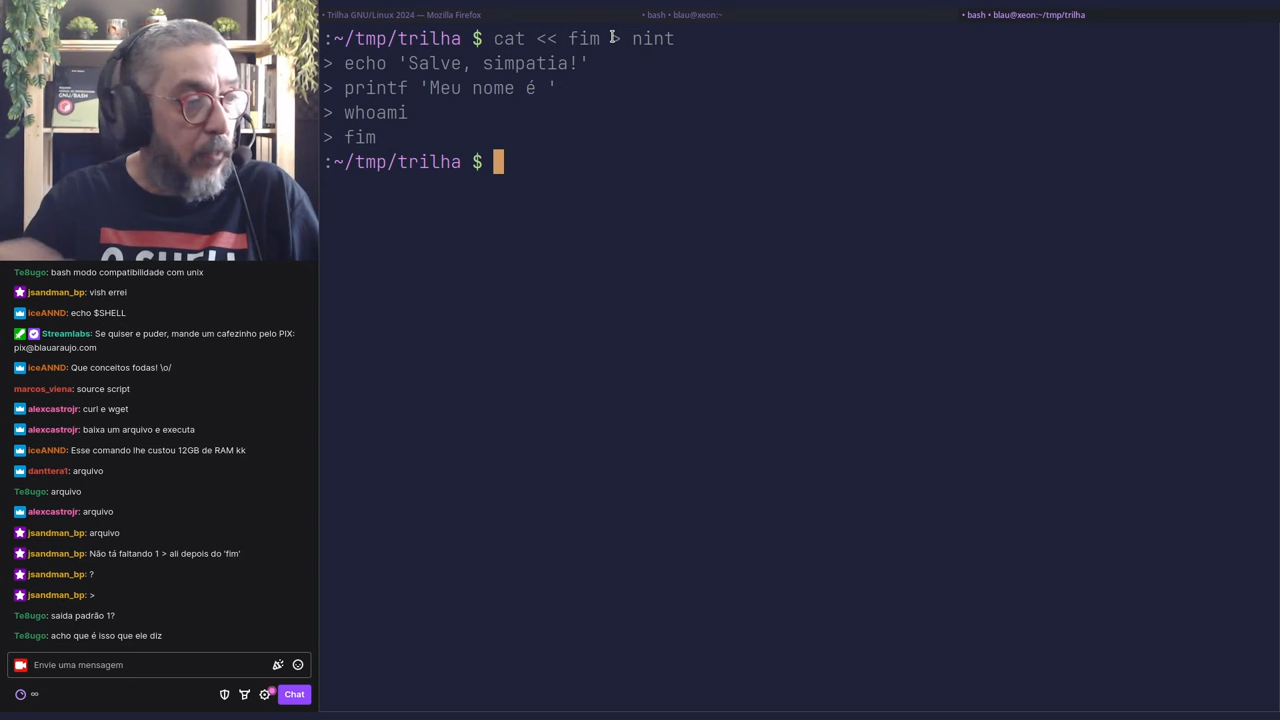 • Trilha GNU/Linux 2024 — Mozilla Firefox
• bash • blau@xeon:~
• bash • blau@xeon:~/tmp/trilha
:~/tmp/trilha $ cat << fim > nint
> echo 'Salve, simpatia!'
> printf 'Meu nome é '
> whoami
> fim
:~/tmp/trilha $
GNU/BASH
O SHELL
Te8ugo: bash modo compatibilidade com unix
jsandman_bp: vish errei
iceANND: echo $SHELL
Streamlabs: Se quiser e puder, mande um cafezinho pelo PIX:
pix@blauaraujo.com
iceANND: Que conceitos fodas! \o/
marcos_viena: source script
alexcastrojr: curl e wget
alexcastrojr: baixa um arquivo e executa
iceANND: Esse comando lhe custou 12GB de RAM kk
danttera1: arquivo
Te8ugo: arquivo
alexcastrojr: arquivo
jsandman_bp: arquivo
jsandman_bp: Não tá faltando 1 > ali depois do 'fim'
jsandman_bp: ?
jsandman_bp: >
Te8ugo: saida padrão 1?
Te8ugo: acho que é isso que ele diz
Envie uma mensagem
∞
Chat